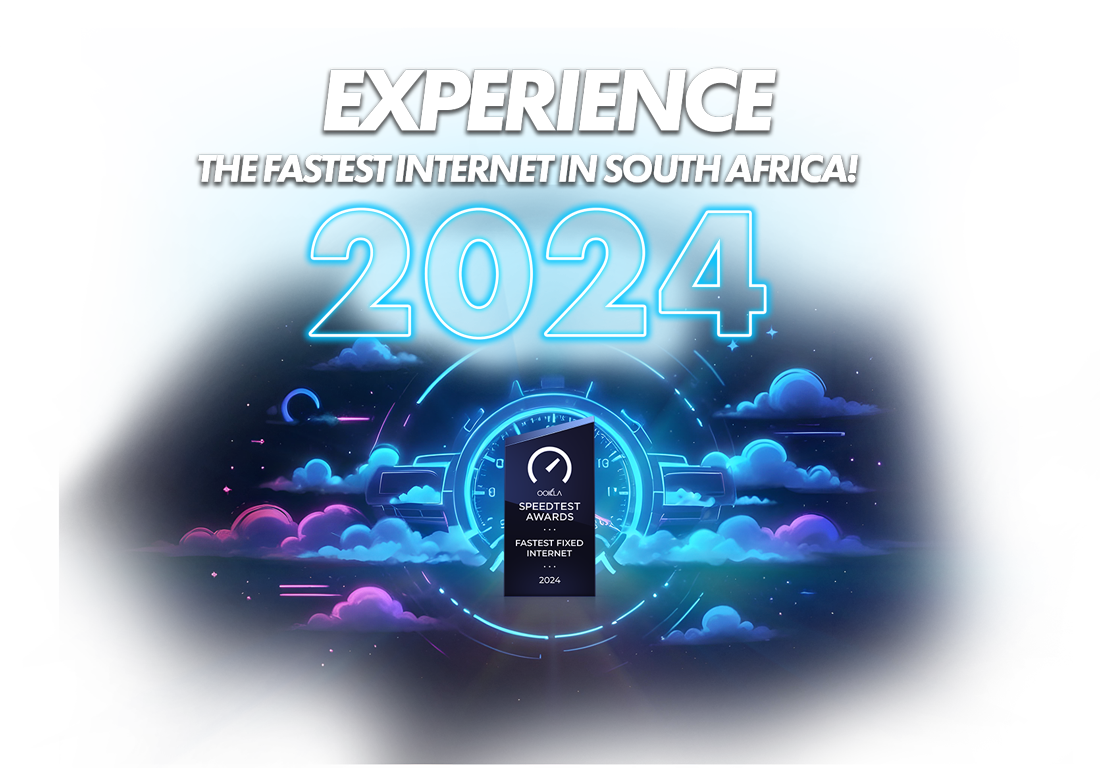 EXPERIENCE
THE FASTEST INTERNET IN SOUTH AFRICA!
2024
OOKLA
SPEEDTEST
AWARDS
FASTEST FIXED
INTERNET
2024